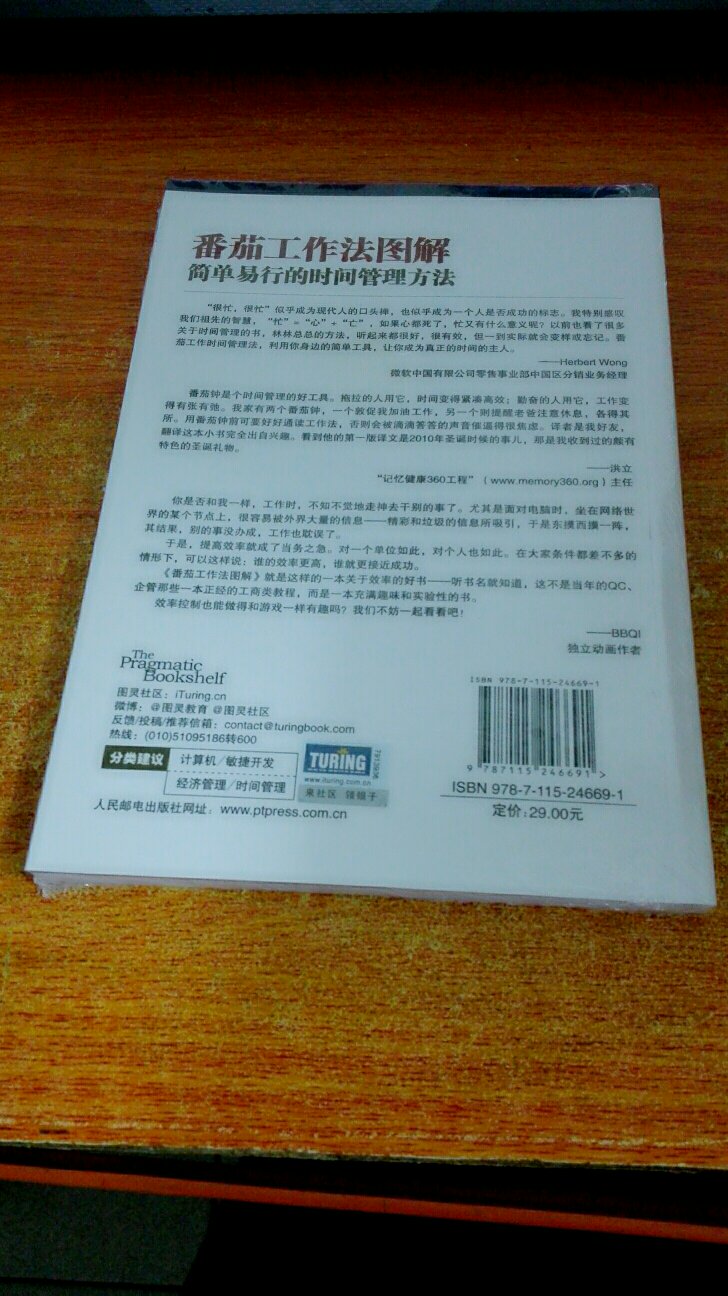 番茄工作法图解
简单易行的时间管理方法
“很忙，很忙”似乎成为现代人的口头禅，也似乎成为一个人是否成功的标志。我特别感叹
我们祖先的智慧，“忙”=“心”+“亡”，如果心都死了，忙又有什么意义呢？以前也看了很多
关于时间管理的书，林林总总的方法，听起来都很好，很有效，但一到实际就会变样或忘记。番
茄工作时间管理法，利用你身边的简单工具，让你成为真正的时间的主人。
——Herbert Wong
微软中国有限公司零售事业部中国区分销业务经理
番茄钟是个时间管理的好工具。拖拉的人用它，时间变得紧凑高效；勤奋的人用它，工作变
得有张有弛。我家有两个番茄钟，一个敦促我加油工作，另一个则提醒老爸注意休息，各得其
所。用番茄钟前可要好好通读工作法，否则会被滴滴答答的声音催逼得很焦虑。译者是我好友，
翻译这本小书完全出自兴趣。看到他的第一版译文是2010年圣诞时候的事儿，那是我收到过的颇有
特色的圣诞礼物。
——洪立
“记忆健康360工程”（www.memory360.org）主任
你是否和我一样，工作时，不知不觉地走神去干别的事了。尤其是面对电脑时，坐在网络世
界的某个节点上，很容易被外界大量的信息——精彩和垃圾的信息所吸引，于是东摸西摸一阵，
其结果，别的事没办成，工作也耽误了。
于是，提高效率就成了当务之急。对一个单位如此，对个人也如此。在大家条件都差不多的
情形下，可以这样说：谁的效率更高，谁就更接近成功。
《番茄工作法图解》就是这样的一本关于效率的好书——听书名就知道，这不是当年的QC、
企管那些一本正经的工商类教程，而是一本充满趣味和实验性的书。
效率控制也能做得和游戏一样有趣吗？我们不妨一起看看吧！
——BBQI
独立动画作者
The
Pragmatic
Bookshelf
图灵社区：iTuring.cn
微博：@图灵教育 @图灵社区
反馈/投稿/推荐信箱：contact@turingbook.com
热线：(010)51095186转600
分类建议 计算机/敏捷开发
经济管理/时间管理
人民邮电出版社网址：www.ptpress.com.cn
TURING
www.ituring.com.cn
来社区 领银子
ISBN 978-7-115-24669-1
9 787115 246691 >
ISBN 978-7-115-24669-1
定价：29.00元